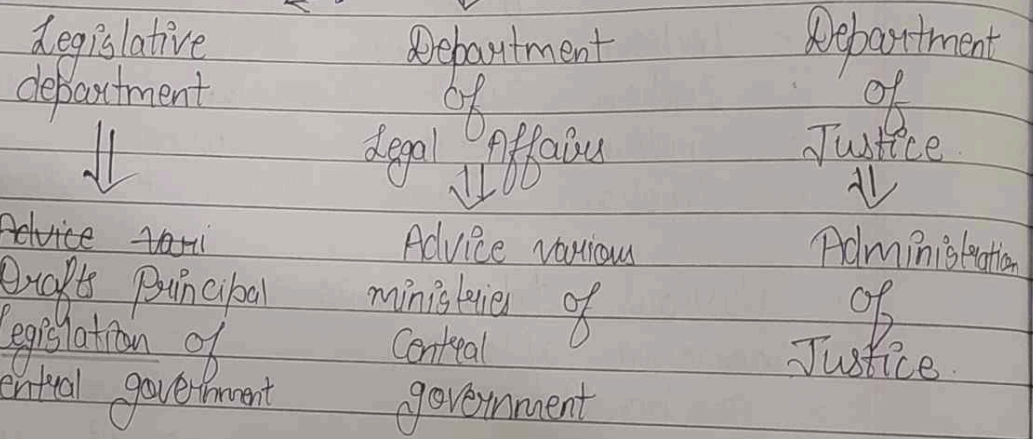 Legislative
department
Department
of
Legal Affairs
Department
of
Justice.
Advice vari
Drafts Principal
Legislation of
entral government
Advice various
ministeries of
Central
government
Administration
of
Justice.